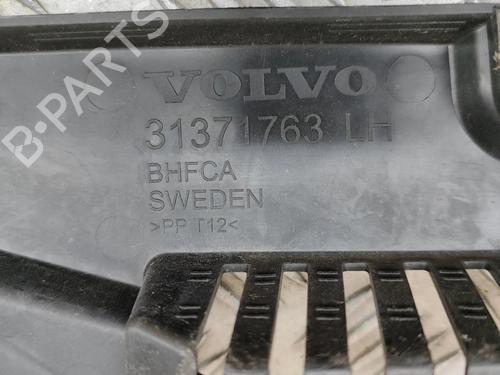 B-PARTS
VOLVO
31371763 LH
BHFCA
SWEDEN
>PP T12<